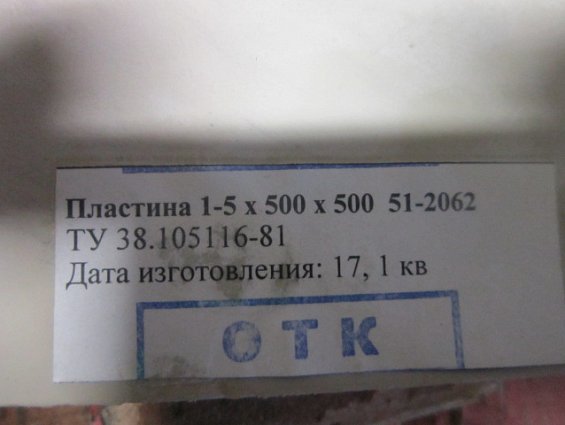 Пластина 1-5 х 500 х 500 51-2062
ТУ 38.105116-81
Дата изготовления: 17, 1 кв
ОТК